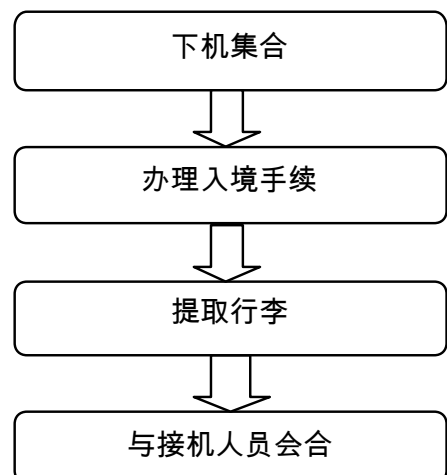 下机集合
办理入境手续
提取行李
与接机人员会合